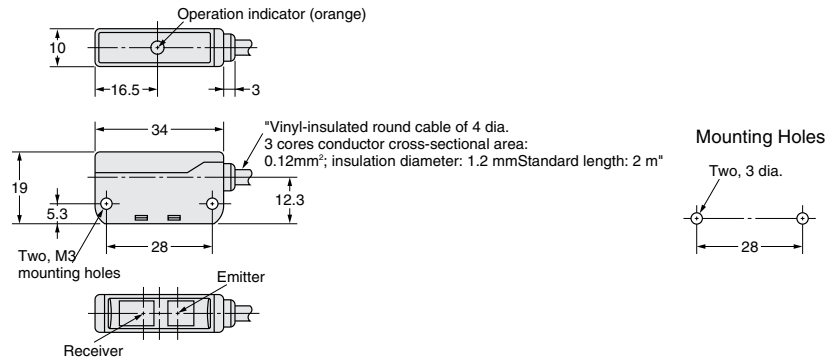 Operation indicator (orange)
10
16.5
3
34
"Vinyl-insulated round cable of 4 dia.
3 cores conductor cross-sectional area:
0.12mm²; insulation diameter: 1.2 mmStandard length: 2 m"
19
5.3
12.3
28
Two, M3
mounting holes
Emitter
Receiver
Mounting Holes
Two, 3 dia.
28